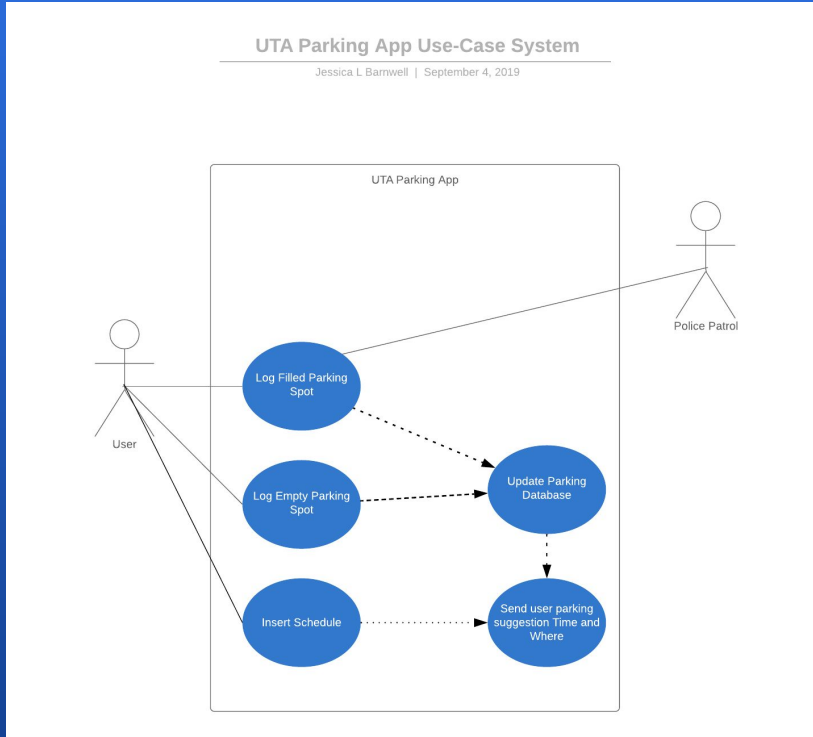 UTA Parking App Use-Case System
Jessica L Barnwell | September 4, 2019
UTA Parking App
Police Patrol
Log Filled Parking
Spot
User
Update Parking
Database
Log Empty Parking
Spot
Insert Schedule
Send user parking
suggestion Time and
Where